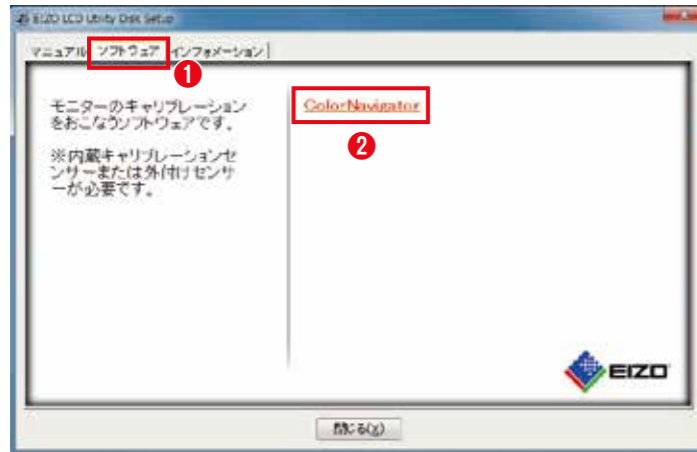 EIZO LCD Utility Disk Setup
マニュアル ソフトウェア インフォメーション
1
モニターのキャリブレーション
をおこなうソフトウェアです。
ColorNavigator
2
※内蔵キャリブレーションセ
ンサーまたは外付けセンサ
ーが必要です。
EIZO
閉じる(X)